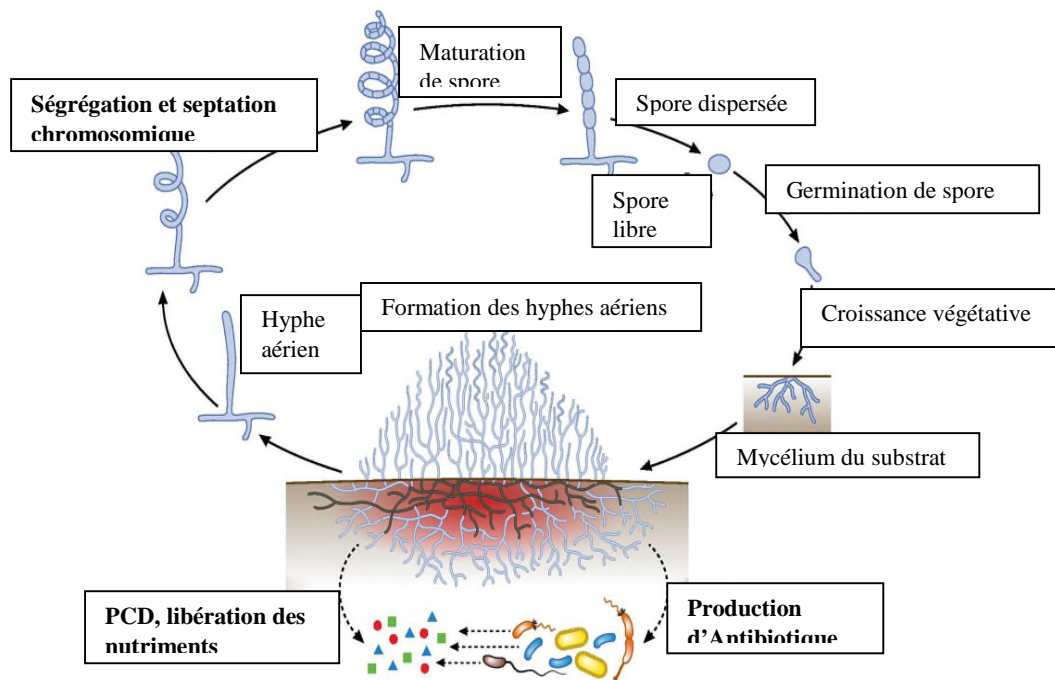 Maturation
de spore
Ségrégation et septation
chromosomique
Spore dispersée
Germination de spore
Spore
libre
Formation des hyphes aériens
Hyphe
aérien
Croissance végétative
Mycélium du substrat
PCD, libération des
nutriments
Production
d'Antibiotique